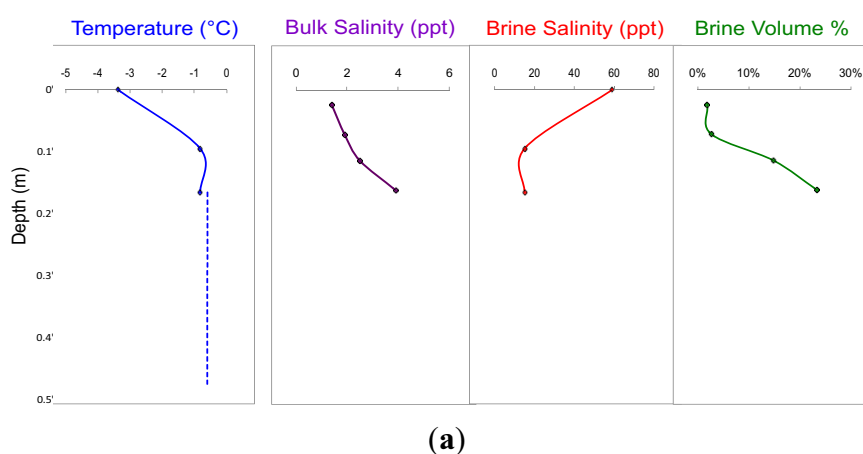 Temperature (°C) Bulk Salinity (ppt) Brine Salinity (ppt) Brine Volume %
-5 -4 -3 -2 -1 0 0 2 4 6 0 20 40 60 80 0% 10% 20% 30%
0'
0.1'
0.2'
0.3'
0.4'
0.5'
Depth (m)
(a)